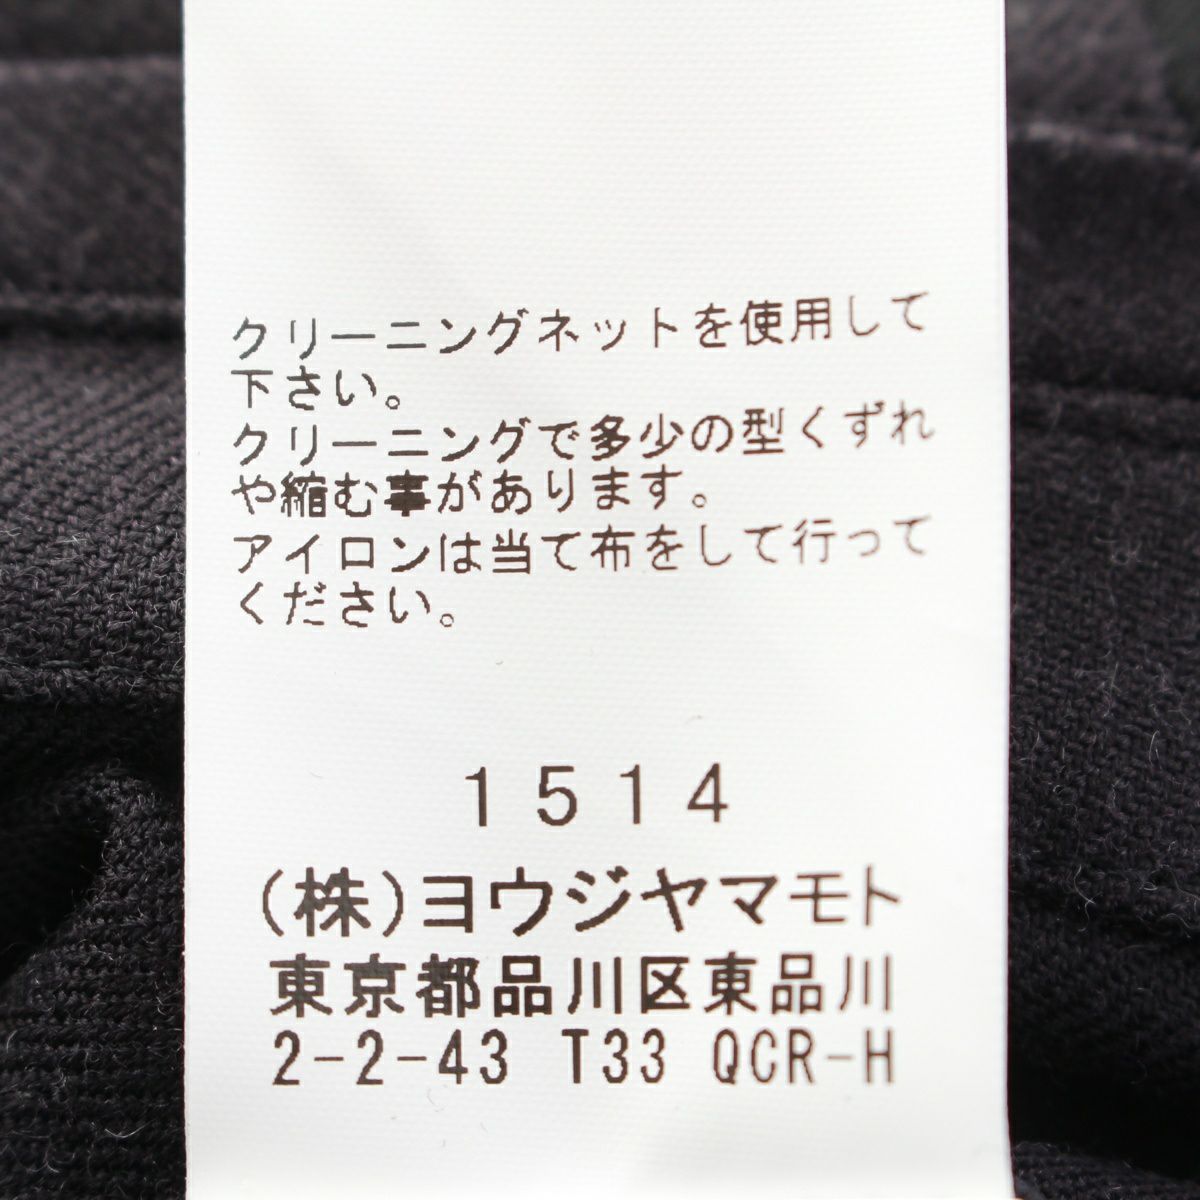 クリーニングネットを使用して
下さい。
クリーニングで多少の型くずれ
や縮む事があります。
アイロンは当て布をして行って
ください。
1514
(株)ヨウジヤマモト
東京都品川区東品川
2-2-43 T33 QCR-H